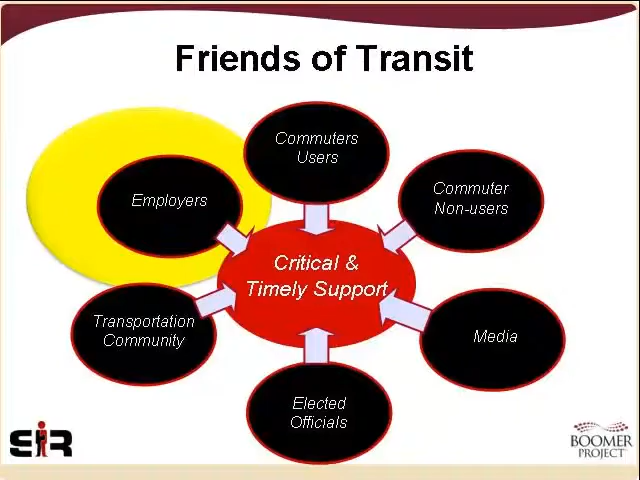 Friends of Transit
Commuters
Users
Employers
Commuter
Non-users
Critical &
Timely Support
Transportation
Community
Media
Elected
Officials
SIR
BOOMER
PROJECT